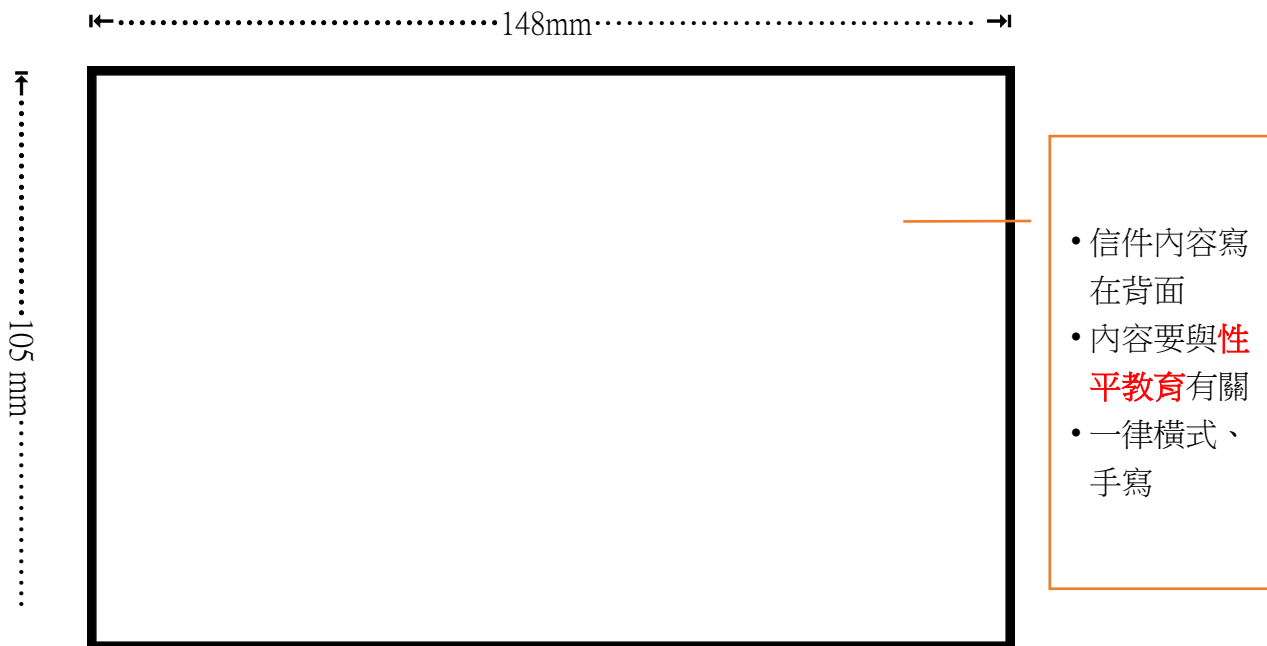 148mm
105 mm
•信件內容寫
在背面
•內容要與性
平教育有關
•一律橫式、
手寫